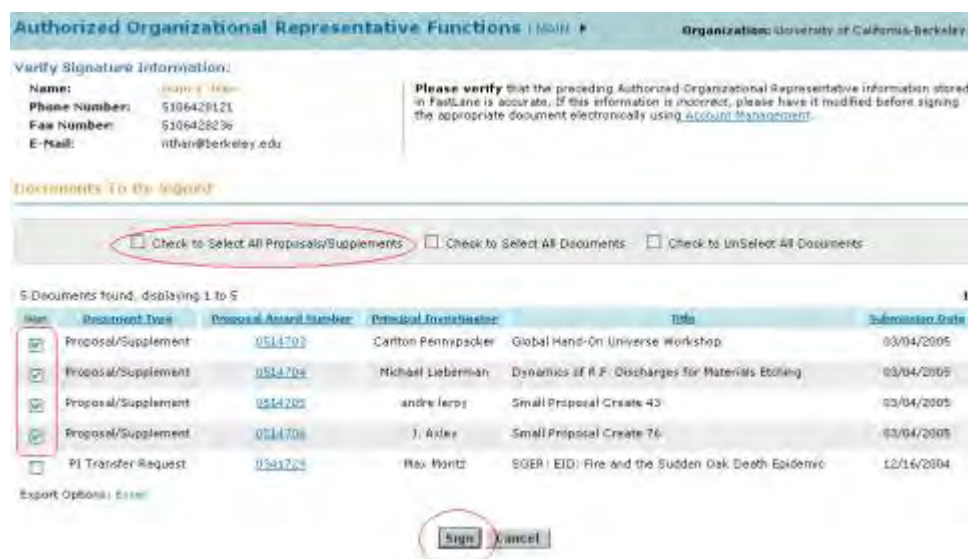 Authorized Organizational Representative Functions | MAIN Organization: University of California-Berkeley
Verify Signature Information:
Name:
Phone Number: 5106428121
Fax Number: 5106428236
E-Mail: nthan@berkeley.edu
Please verify that the preceding Authorized Organizational Representative information stored
in FastLane is accurate. If this information is incorrect, please have it modified before signing
the appropriate document electronically using Account Management.
Documents To Be Signed
Check to Select All Proposals/Supplements Check to Select All Documents Check to UnSelect All Documents
5 Documents found, displaying 1 to 5
Sign Document Type Proposal Award Number Principal Investigator Title Submission Date
Proposal/Supplement 0514703 Carlton Pennypacker Global Hand-On Universe Workshop 03/04/2005
Proposal/Supplement 0514704 Michael Lieberman Dynamics of R.F. Discharges for Materials Etching 03/04/2005
Proposal/Supplement 0514705 andre leroy Small Proposal Create 43 03/04/2005
Proposal/Supplement 0514706 J. Axley Small Proposal Create 76 03/04/2005
PI Transfer Request 0541729 Max Moritz SGER: EID: Fire and the Sudden Oak Death Epidemic 12/16/2004
Export Options: Excel
Sign Cancel